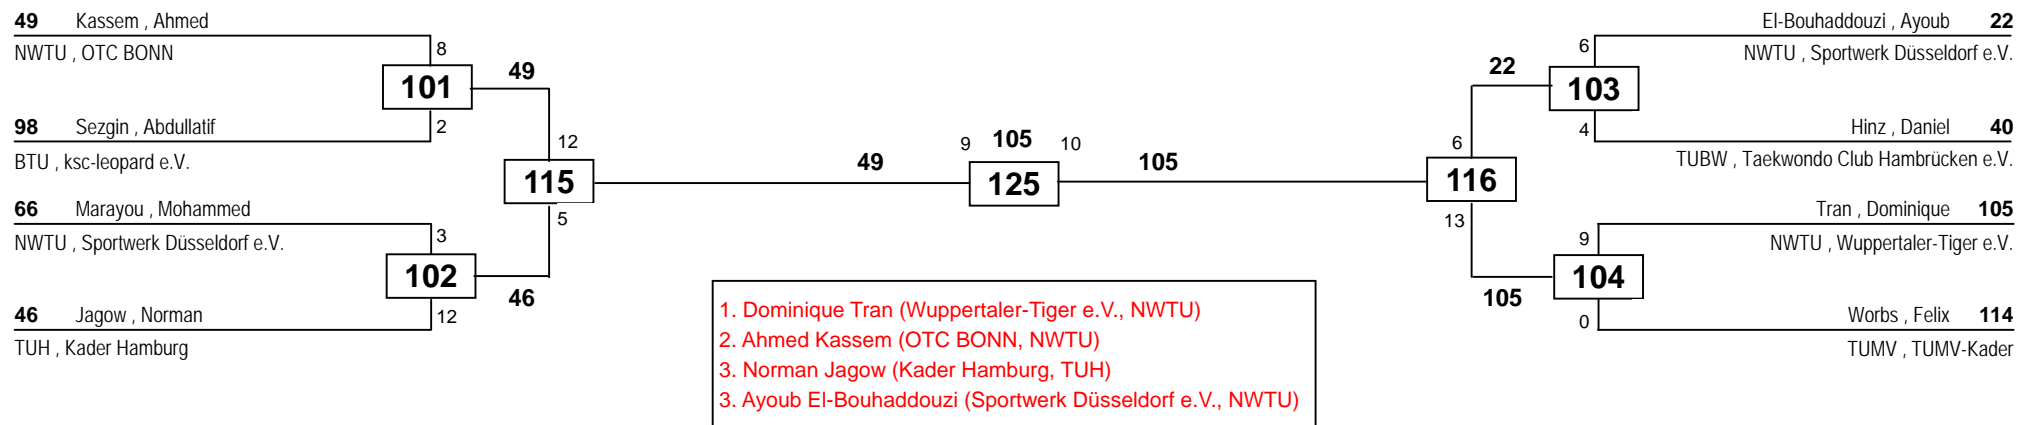 49 Kassem , Ahmed
NWTU , OTC BONN
8
101
49
98 Sezgin , Abdullatif
2
BTU , ksc-leopard e.V.
12
115
5
66 Marayou , Mohammed
3
NWTU , Sportwerk Düsseldorf e.V.
102
46
46 Jagow , Norman
12
TUH , Kader Hamburg
49
9 105 10
125
105
El-Bouhaddouzi , Ayoub 22
6
NWTU , Sportwerk Düsseldorf e.V.
22
103
4
Hinz , Daniel 40
TUBW , Taekwondo Club Hambrücken e.V.
6
116
13
Tran , Dominique 105
9
NWTU , Wuppertaler-Tiger e.V.
104
105
0
Worbs , Felix 114
TUMV , TUMV-Kader
1. Dominique Tran (Wuppertaler-Tiger e.V., NWTU)
2. Ahmed Kassem (OTC BONN, NWTU)
3. Norman Jagow (Kader Hamburg, TUH)
3. Ayoub El-Bouhaddouzi (Sportwerk Düsseldorf e.V., NWTU)